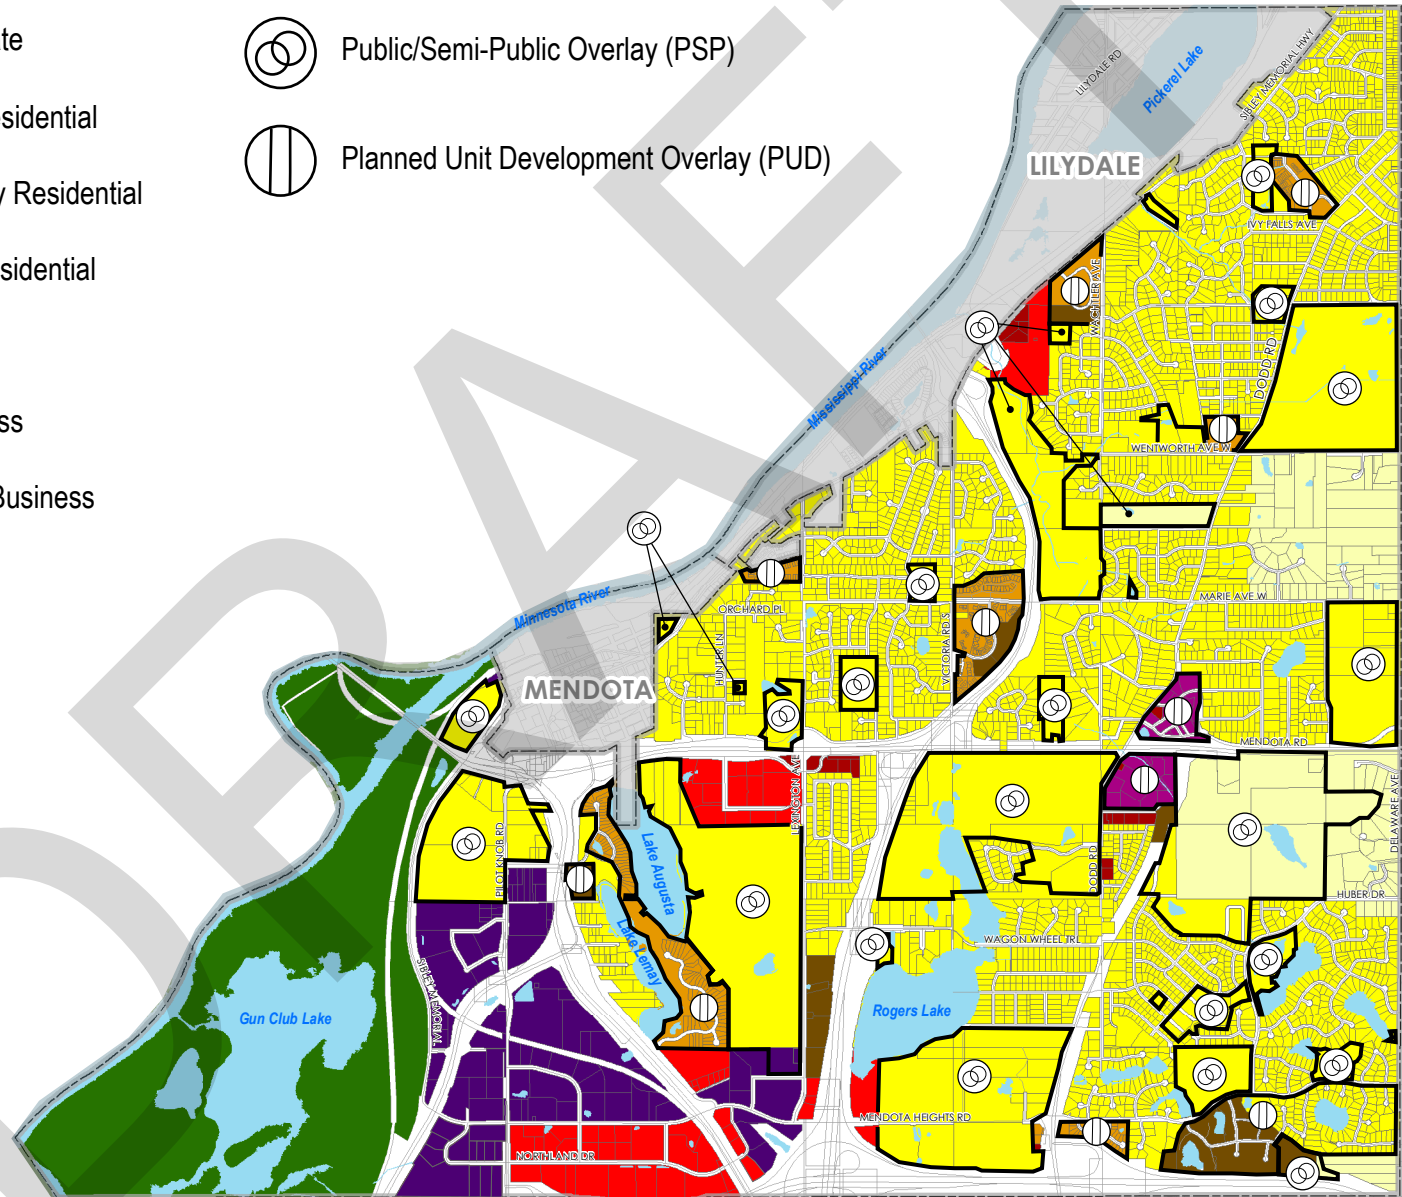 te
Public/Semi-Public Overlay (PSP)
sidential
Planned Unit Development Overlay (PUD)
y Residential
sidential
ss
Business
DRAFT
LILYDALE RD
Pickerel Lake
SIBLEY MEMORIAL HWY
LILYDALE
IVY FALLS AVE
WACHTLER AVE
DODD RD
Mississippi River
WENTWORTH AVE W
Minnesota River
ORCHARD PL
MARIE AVE W
HUNTER LN
VICTORIA RD S
MENDOTA
MENDOTA RD
LEXINGTON AVE
DELAWARE AVE
PILOT KNOB RD
Lake Augusta
DODD RD
HUBER DR
Lake Lemay
WAGON WHEEL TRL
SIBLEY MEMORIAL
Gun Club Lake
Rogers Lake
MENDOTA HEIGHTS RD
NORTHLAND DR